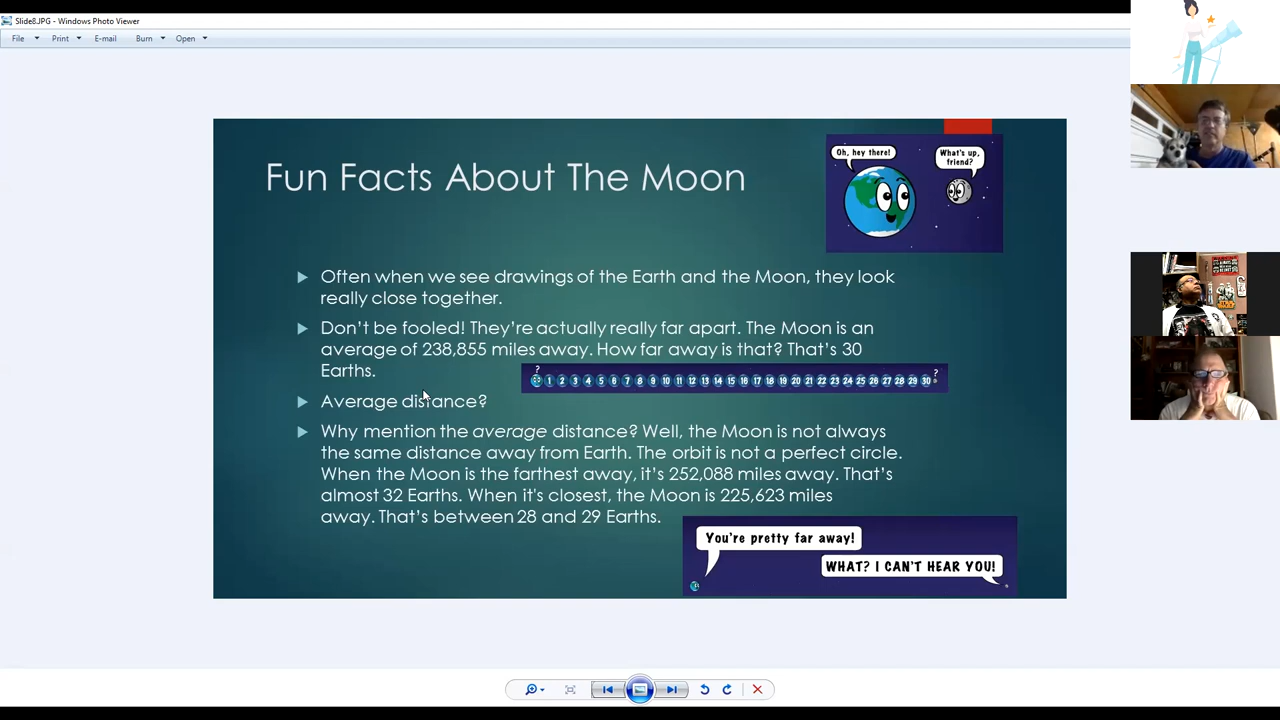 Slide8.JPG - Windows Photo Viewer
File Print E-mail Burn Open
Fun Facts About The Moon
Oh, hey there!
What's up,
friend?
Often when we see drawings of the Earth and the Moon, they look
really close together.
Don't be fooled! They're actually really far apart. The Moon is an
average of 238,855 miles away. How far away is that? That's 30
Earths.
? ?
1 2 3 4 5 6 7 8 9 10 11 12 13 14 15 16 17 18 19 20 21 22 23 24 25 26 27 28 29 30
Average distance?
Why mention the average distance? Well, the Moon is not always
the same distance away from Earth. The orbit is not a perfect circle.
When the Moon is the farthest away, it's 252,088 miles away. That's
almost 32 Earths. When it's closest, the Moon is 225,623 miles
away. That's between 28 and 29 Earths.
You're pretty far away!
WHAT? I CAN'T HEAR YOU!